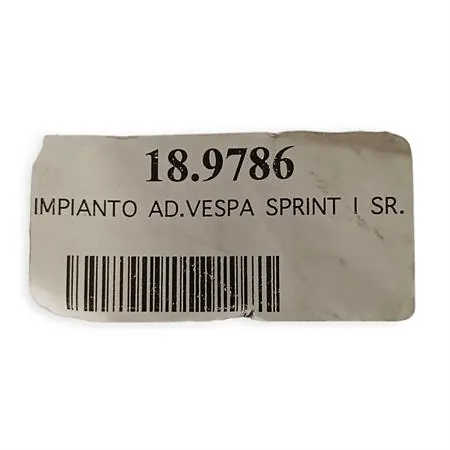 18.9786
IMPIANTO AD.VESPA SPRINT I SR.